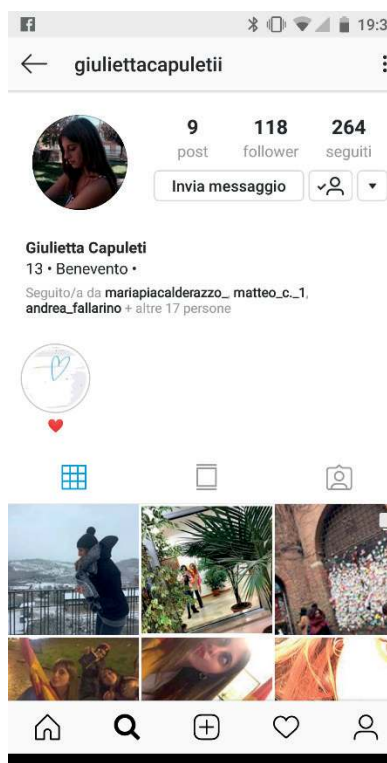 19:3
giuliettacapuletii
9 118 264
post follower seguiti
Invia messaggio
Giulietta Capuleti
13 • Benevento •
Seguito/a da mariapiacalderazzo_, matteo_c._1,
andrea_fallarino + altre 17 persone